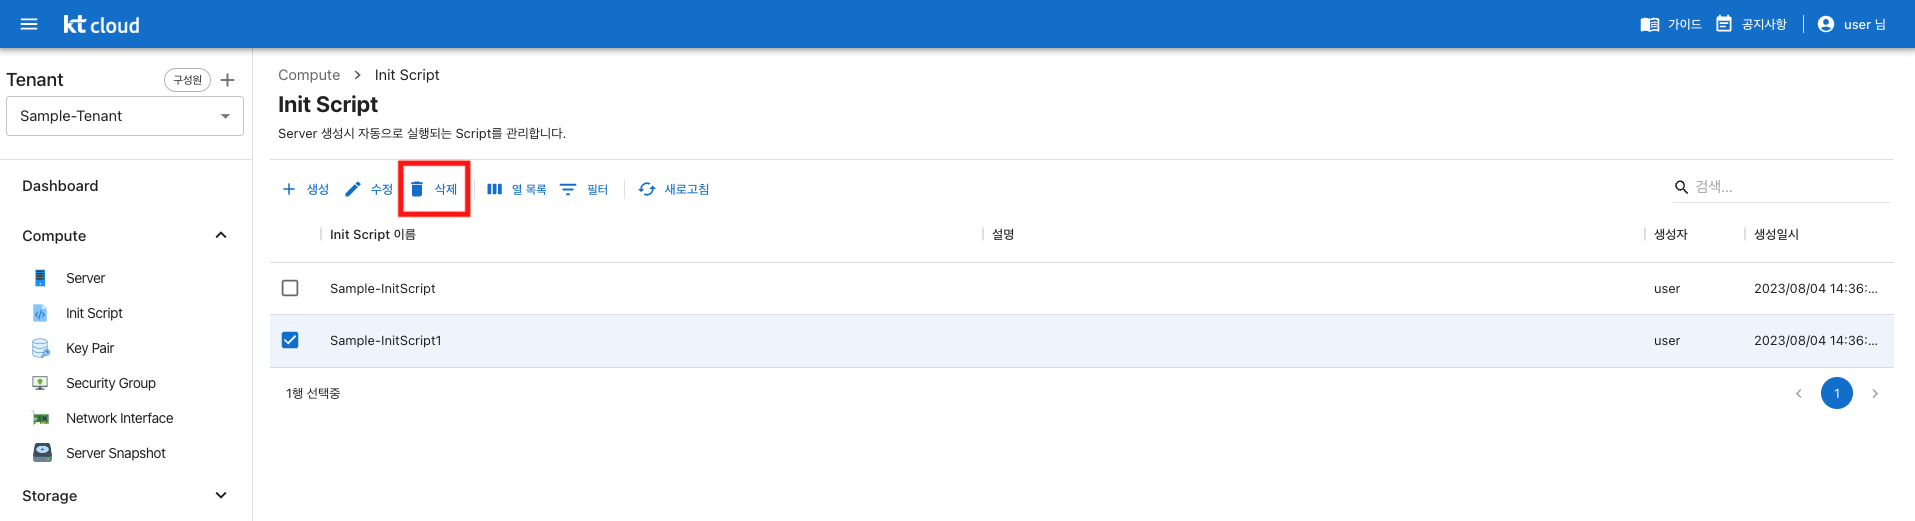 kt cloud
가이드
공지사항
user 님
Tenant
구성원
Sample-Tenant
Dashboard
Compute
Server
Init Script
Key Pair
Security Group
Network Interface
Server Snapshot
Storage
Compute > Init Script
Init Script
Server 생성시 자동으로 실행되는 Script를 관리합니다.
+ 생성 수정 삭제 열 목록 필터 새로고침
검색...
Init Script 이름 설명 생성자 생성일시
Sample-InitScript user 2023/08/04 14:36:...
Sample-InitScript1 user 2023/08/04 14:36:...
1행 선택중
< 1 >